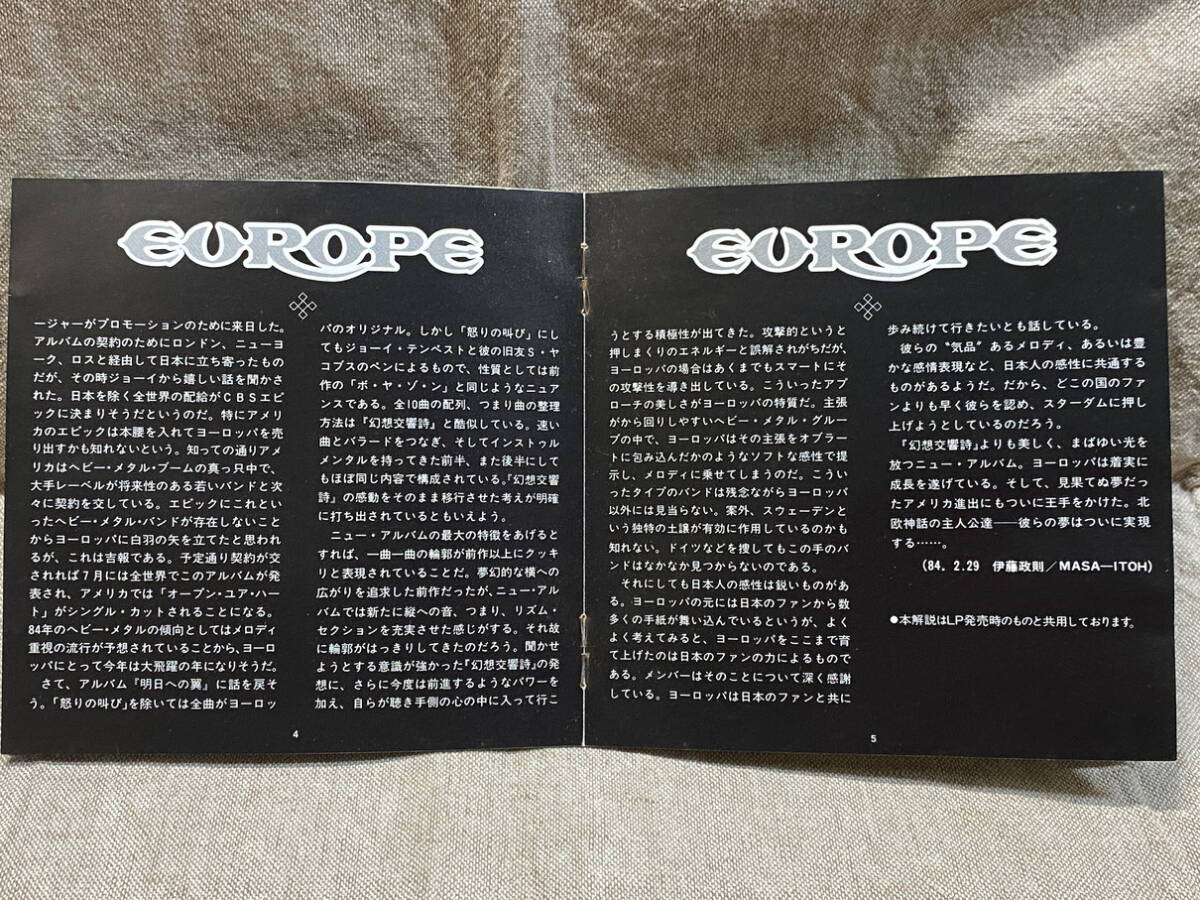 EUROPE
ージャーがプロモーションのために来日した。
アルバムの契約のためにロンドン、ニューヨ
ーク、ロスと経由して日本に立ち寄ったもの
だが、その時ジョーイから嬉しい話を聞かさ
れた。日本を除く全世界の配給がCBSエピ
ックに決まりそうだというのだ。特にアメリ
カのエピックは本腰を入れてヨーロッパを売
り出すかも知れないという。知っての通りアメ
リカはヘビー・メタル・ブームの真っ只中で、
大手レーベルが将来性のある若いバンドと次
々に契約を交している。エピックにこれとい
ったヘビー・メタル・バンドが存在しないこと
からヨーロッパに白羽の矢を立てたと思われ
るが、これは吉報である。予定通り契約が交
されれば7月には全世界でこのアルバムが発
表され、アメリカでは「オープン・ユア・ハー
ト」がシングル・カットされることになる。
84年のヘビー・メタルの傾向としてはメロディ
重視の流行が予想されていることから、ヨーロ
ッパにとって今年は大飛躍の年になりそうだ。
さて、アルバム『明日への翼』に話を戻そ
う。「怒りの叫び」を除いては全曲がヨーロッ
パのオリジナル。しかし「怒りの叫び」にし
てもジョーイ・テンペストと彼の旧友S・ヤ
コブスのペンによるもので、性質としては前
作の「ボ・ヤ・ゾ・ン」と同じようなニュア
ンスである。全10曲の配列、つまり曲の整理
方法は『幻想交響詩』と酷似している。速い
曲とバラードをつなぎ、そしてインストゥル
メンタルを持ってきた前半、また後半にして
もほぼ同じ内容で構成されている。『幻想交響
詩』の感動をそのまま移行させた考えが明確
に打ち出されているといえよう。
ニュー・アルバムの最大の特徴をあげると
すれば、一曲一曲の輪郭が前作以上にクッキ
リと表現されていることだ。夢幻的な横への
広がりを追求した前作だったが、ニュー・アル
バムでは新たに縦への音、つまり、リズム・
セクションを充実させた感じがする。それ故
に輪郭がはっきりしてきたのだろう。聞かせ
ようとする意識が強かった『幻想交響詩』の発
想に、さらに今度は前進するようなパワーを
加え、自らが聴き手側の心の中に入って行こ
4
EUROPE
うとする積極性が出てきた。攻撃的というと
押しまくりのエネルギーと誤解されがちだが、
ヨーロッパの場合はあくまでもスマートにそ
の攻撃性を導き出している。こういったアプ
ローチの美しさがヨーロッパの特質だ。主張
がから回りしやすいヘビー・メタル・グルー
プの中で、ヨーロッパはその主張をオブラー
トに包み込んだかのようなソフトな感性で提
示し、メロディに乗せてしまうのだ。こうい
ったタイプのバンドは残念ながらヨーロッパ
以外には見当らない。案外、スウェーデンと
いう独特の土譲が有効に作用しているのかも
知れない。ドイツなどを捜してもこの手のバ
ンドはなかなか見つからないのである。
それにしても日本人の感性は鋭いものがあ
る。ヨーロッパの元には日本のファンから数
多くの手紙が舞い込んでいるというが、よく
よく考えてみると、ヨーロッパをここまで育
て上げたのは日本のファンの力によるもので
ある。メンバーはそのことについて深く感謝
している。ヨーロッパは日本のファンと共に
歩み続けて行きたいとも話している。
彼らの〝気品〟あるメロディ、あるいは豊
かな感情表現など、日本人の感性に共通する
ものがあるようだ。だから、どこの国のファ
ンよりも早く彼らを認め、スターダムに押し
上げようとしているのだろう。
『幻想交響詩』よりも美しく、まばゆい光を
放つニュー・アルバム。ヨーロッパは着実に
成長を遂げている。そして、見果てぬ夢だっ
たアメリカ進出にもついに王手をかけた。北
欧神話の主人公達――彼らの夢はついに実現
する……。
(84. 2.29 伊藤政則/MASA—ITOH)
●本解説はLP発売時のものと共用しております。
5